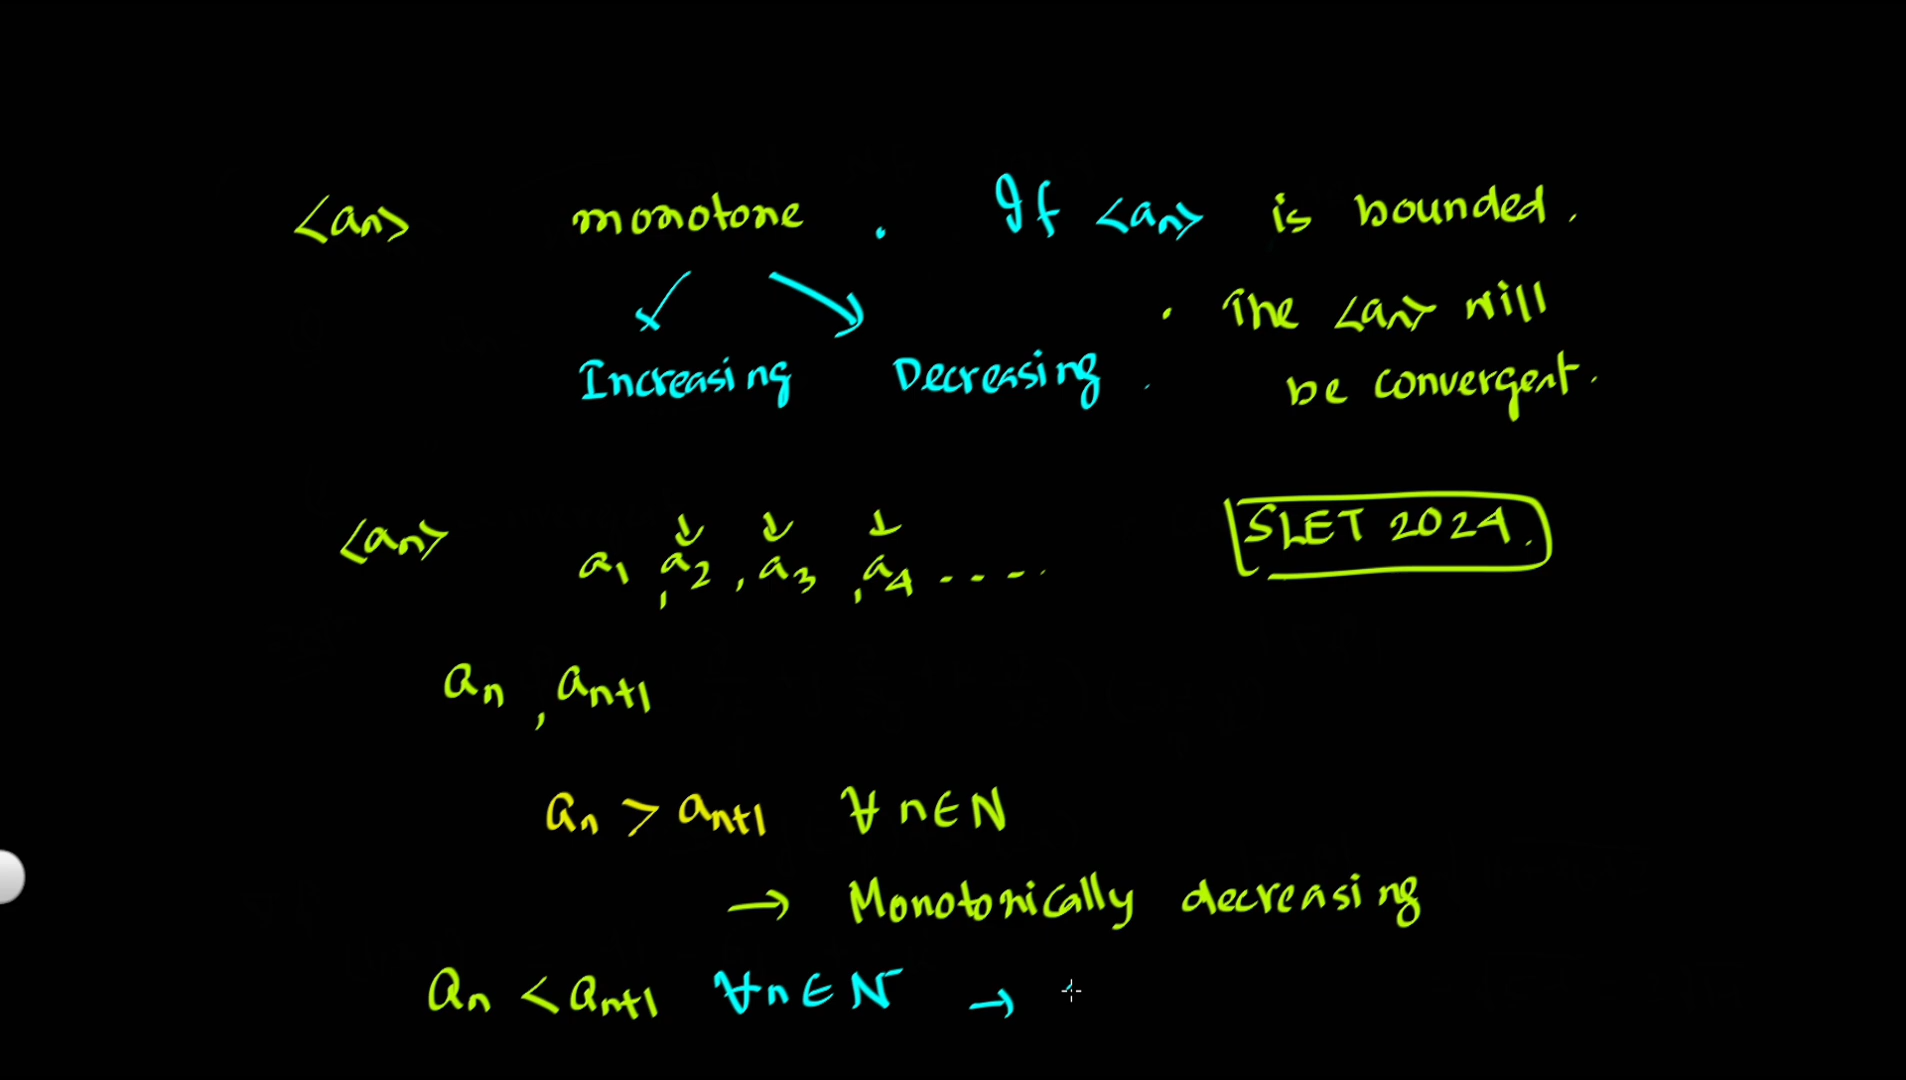 <an> monotone . If <an> is bounded .
. The <an> will
Increasing Decreasing . be convergent .
<an> a1 , a2 , a3 , a4 ----. SLET 2024 .
an , an+1
an > an+1 ∀ n∈N
→ Monotonically decreasing
an < an+1 ∀n∈N →